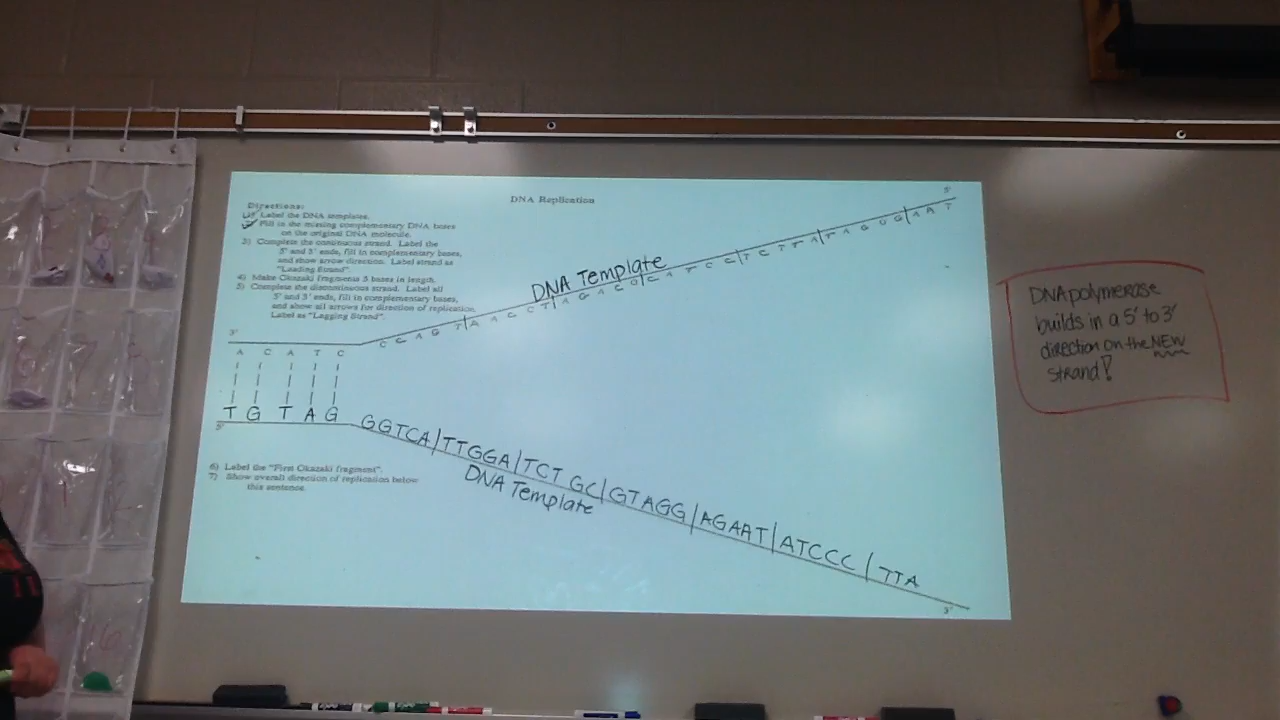 DNA Replication
5'
Directions:
1) Label the DNA templates.
2) Fill in the missing complementary DNA bases
on the original DNA molecule.
3) Complete the continuous strand. Label the
5' and 3' ends, fill in complementary bases,
and show arrow direction. Label strand as
"Leading Strand".
4) Make Okazaki fragments 5 bases in length.
5) Complete the discontinuous strand. Label all
5' and 3' ends, fill in complementary bases,
and show all arrows for direction of replication.
Label as "Lagging Strand".
DNA Template
3'
A C A T C
T G T A G
5'
GGTCA/TTGGA/TCTGC/GTAGG/AGAAT/ATCCC/TTA
DNA Template
3'
6) Label the "First Okazaki fragment".
7) Show overall direction of replication below
this sentence.
DNA polymerase
builds in a 5' to 3'
direction on the NEW
strand!